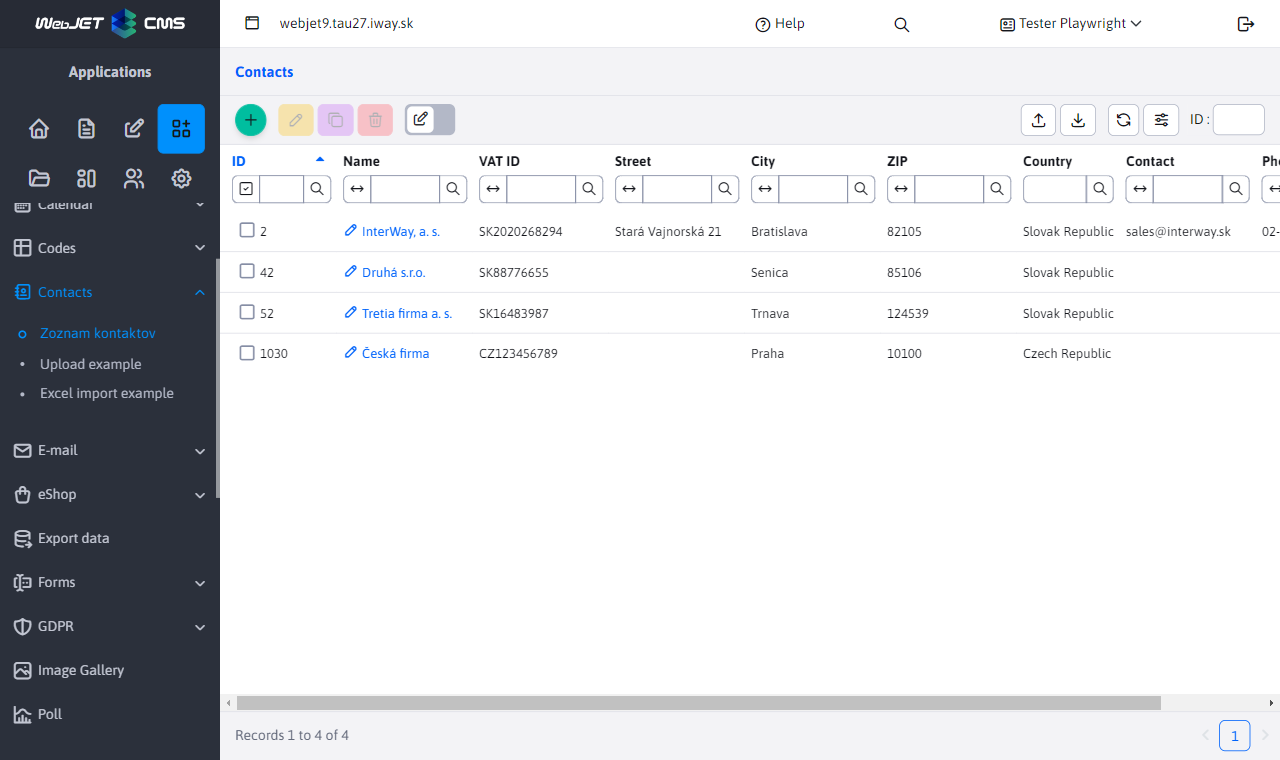 WebJET CMS
webjet9.tau27.iway.sk
Help
Tester Playwright
Applications
Calendar
Codes
Contacts
Zoznam kontaktov
Upload example
Excel import example
E-mail
eShop
Export data
Forms
GDPR
Image Gallery
Poll
Contacts
ID :
ID Name VAT ID Street City ZIP Country Contact
2 InterWay, a. s. SK2020268294 Stará Vajnorská 21 Bratislava 82105 Slovak Republic sales@interway.sk 02-
42 Druhá s.r.o. SK88776655 Senica 85106 Slovak Republic
52 Tretia firma a. s. SK16483987 Trnava 124539 Slovak Republic
1030 Česká firma CZ123456789 Praha 10100 Czech Republic
Records 1 to 4 of 4
1